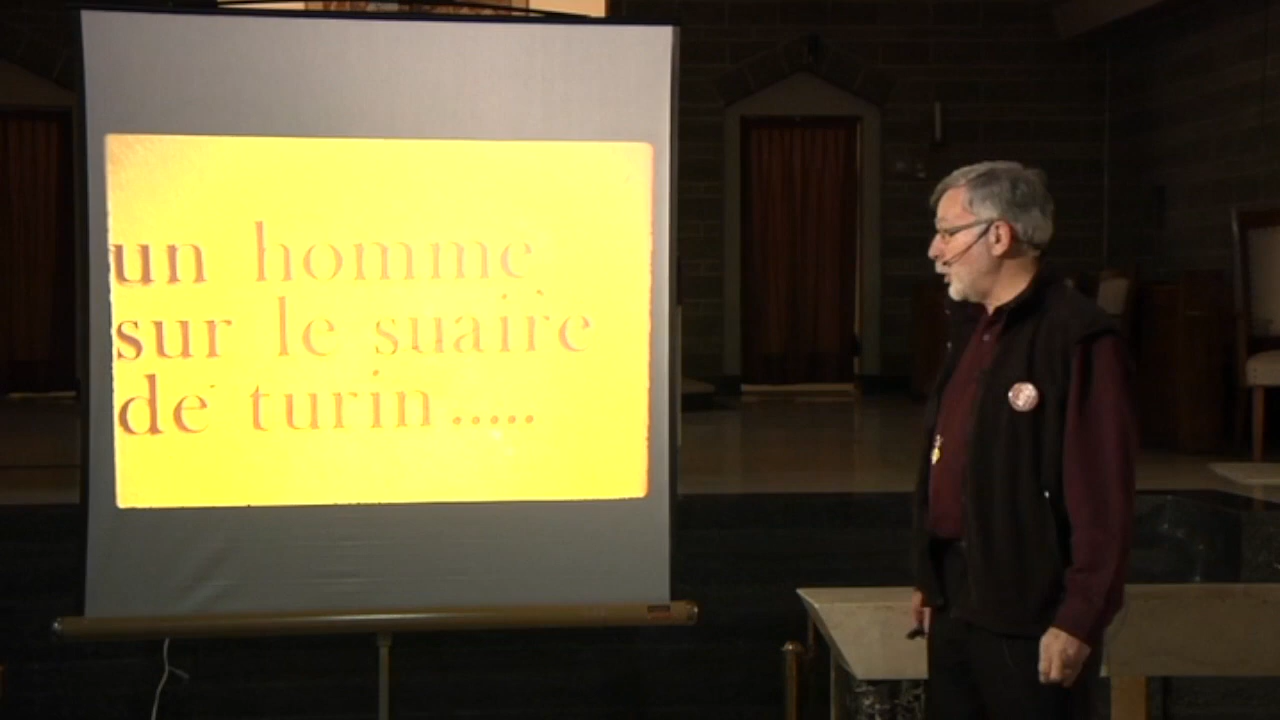 un homme
sur le suaire
de turin.....